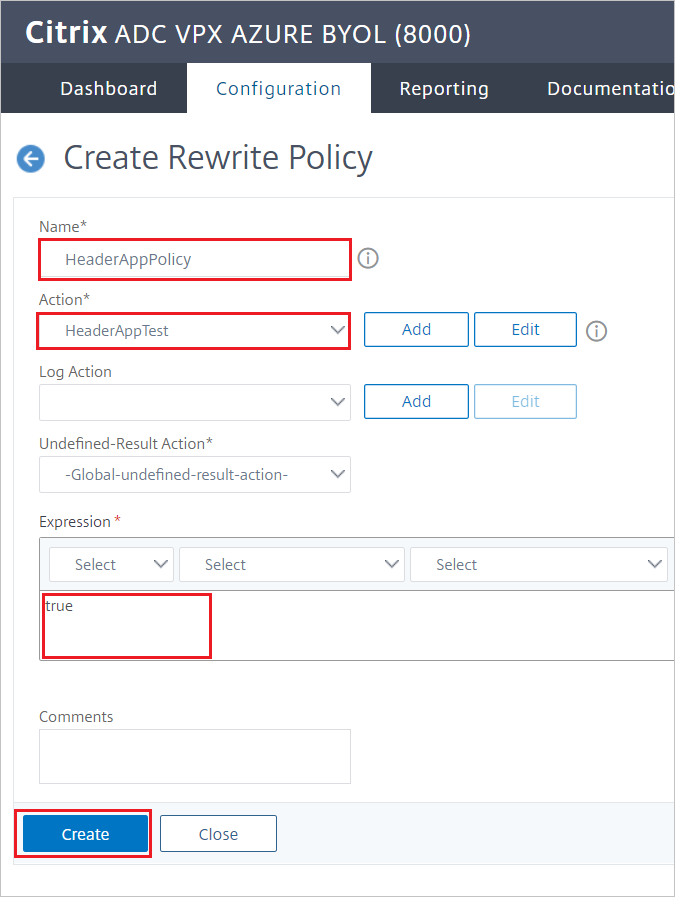 Citrix ADC VPX AZURE BYOL (8000)
Dashboard Configuration Reporting Documentatio
Create Rewrite Policy
Name*
HeaderAppPolicy
Action*
HeaderAppTest Add Edit
Log Action
Add Edit
Undefined-Result Action*
-Global-undefined-result-action-
Expression *
Select Select Select
true
Comments
Create Close